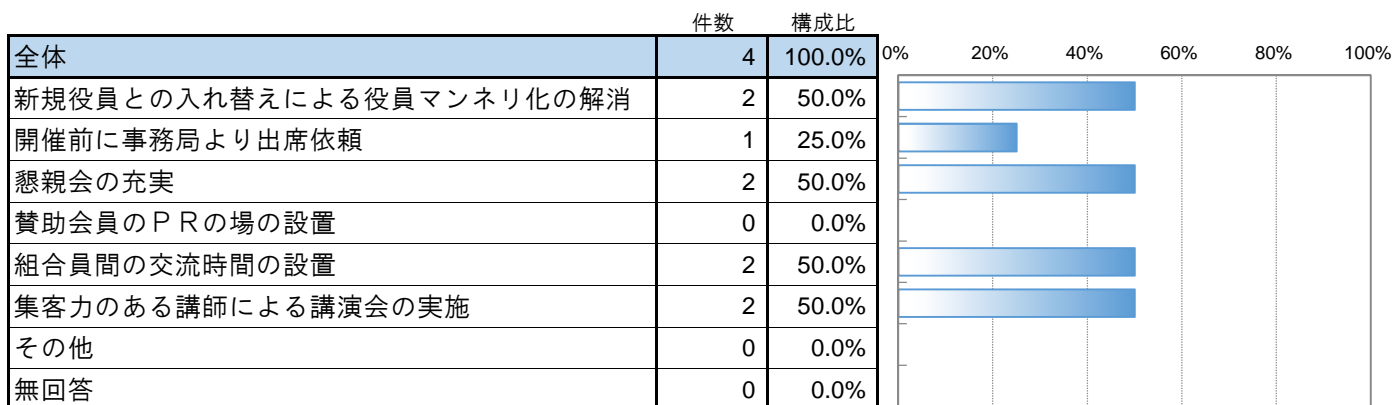 件数 構成比
全体 4 100.0% 0% 20% 40% 60% 80% 100%
新規役員との入れ替えによる役員マンネリ化の解消 2 50.0%
開催前に事務局より出席依頼 1 25.0%
懇親会の充実 2 50.0%
賛助会員のＰＲの場の設置 0 0.0%
組合員間の交流時間の設置 2 50.0%
集客力のある講師による講演会の実施 2 50.0%
その他 0 0.0%
無回答 0 0.0%